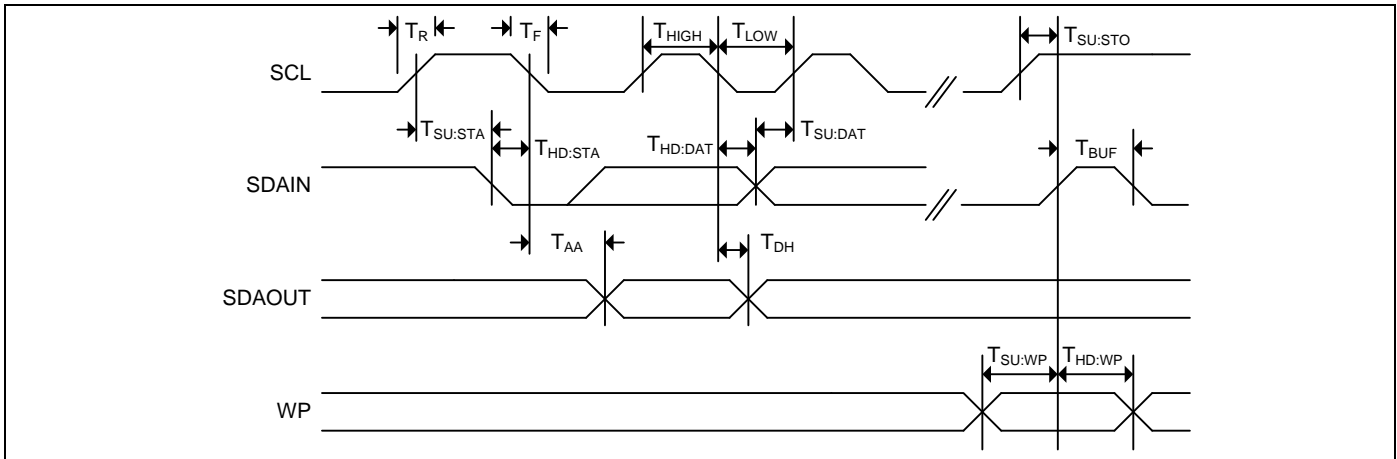 TR TF THIGH TLOW TSU:STO
SCL
TSU:STA THD:STA THD:DAT TSU:DAT TBUF
SDAIN
TAA TDH
SDAOUT
TSU:WP THD:WP
WP